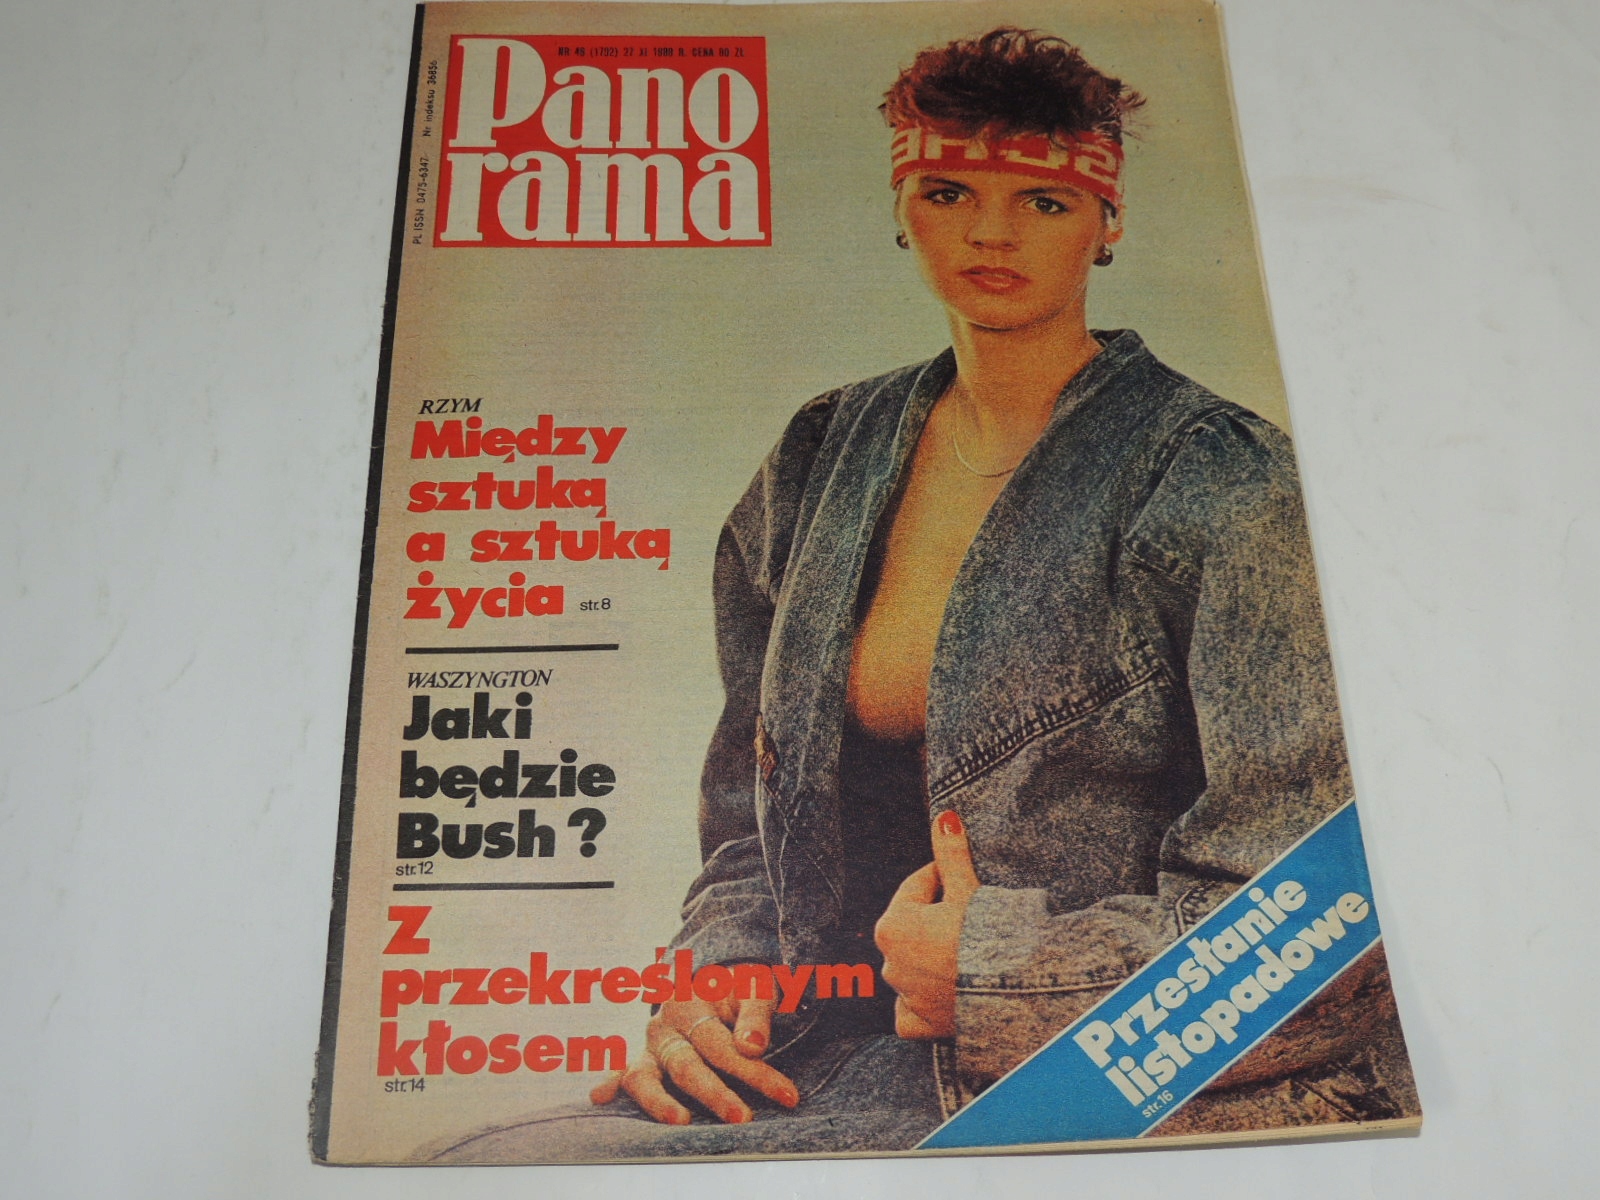 NR 48 (1792) 27 XI 1988 R. CENA 80 ZŁ
Pano
rama
PL ISSN 0475-6347 Nr indeksu 36856
RZYM
Między
sztuką
a sztuką
życia str. 8
WASZYNGTON
Jaki
będzie
Bush?
str. 12
Z
przekreślonym
kłosem
str. 14
Przesłanie
listopadowe
str. 16